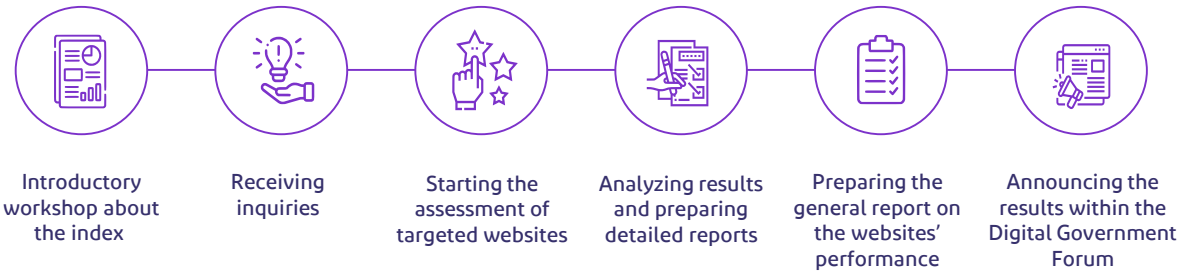 Introductory
workshop about
the index
Receiving
inquiries
Starting the
assessment of
targeted websites
Analyzing results
and preparing
detailed reports
Preparing the
general report on
the websites'
performance
Announcing the
results within the
Digital Government
Forum